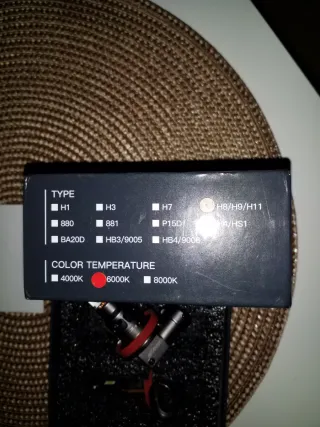 TYPE
H1 H3 H7 H8/H9/H11
880 881 P15D /HS1
BA20D HB3/9005 HB4/9006
COLOR TEMPERATURE
4000K 6000K 8000K